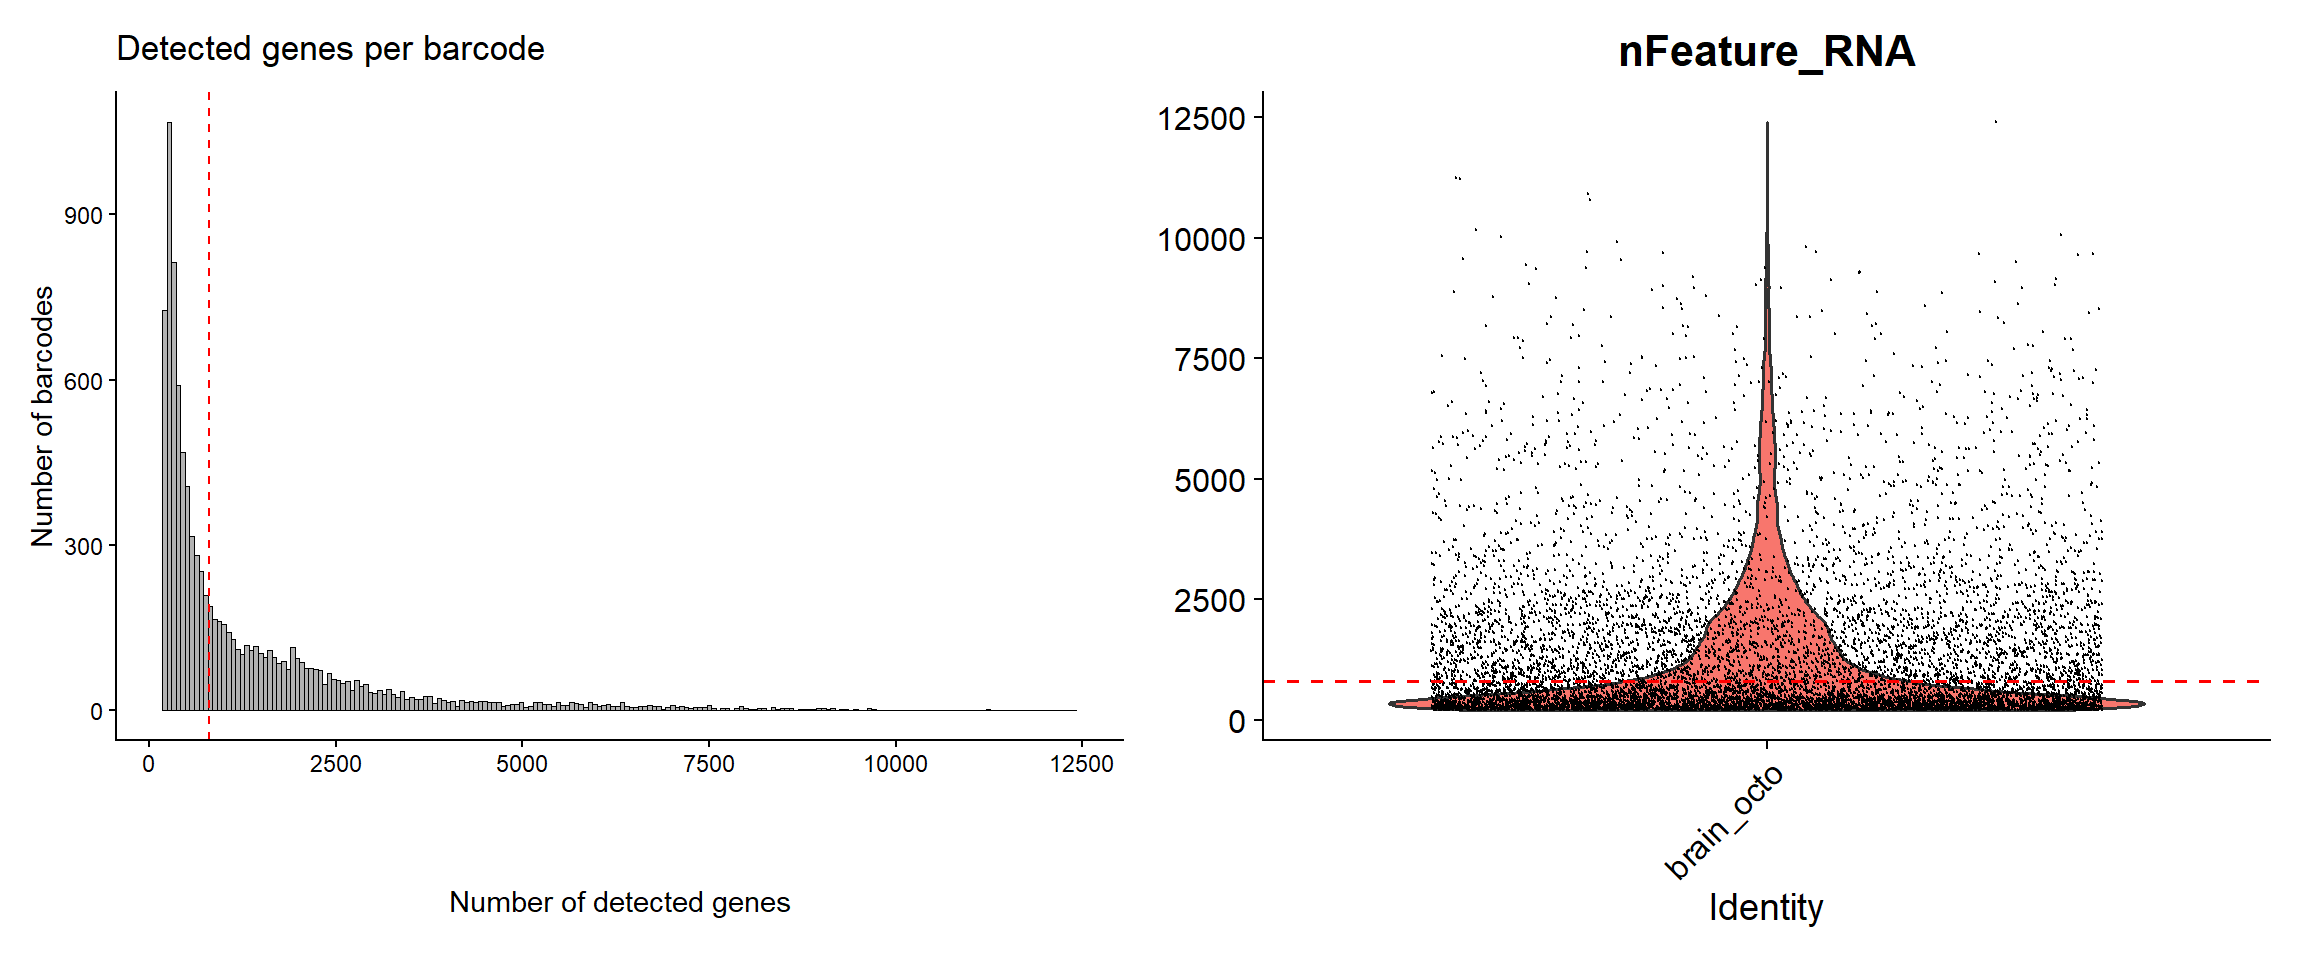 Detected genes per barcode
Number of barcodes
900
600
300
0
0 2500 5000 7500 10000 12500
Number of detected genes
nFeature_RNA
12500
10000
7500
5000
2500
0
brain_octo
Identity